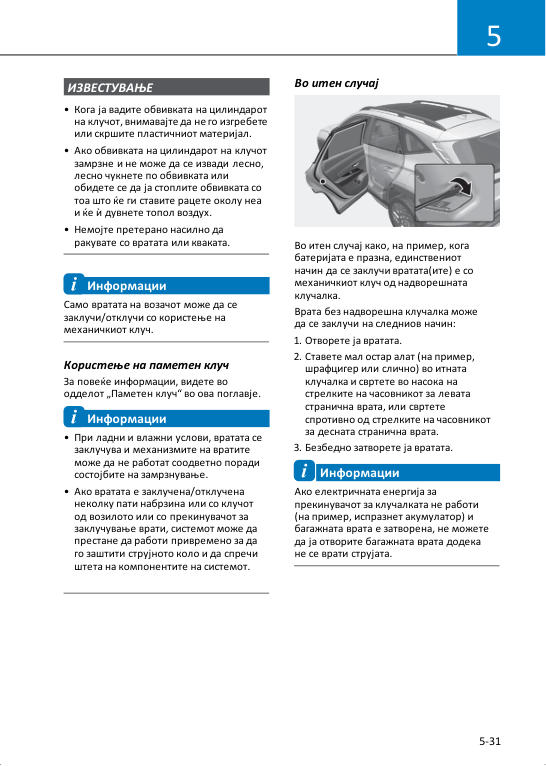 5
ИЗВЕСТУВАЊЕ
• Кога ја вадите обвивката на цилиндарот
на клучот, внимавајте да не го изгребете
или скршите пластичниот материјал.
• Ако обвивката на цилиндарот на клучот
замрзне и не може да се извади лесно,
лесно чукнете по обвивката или
обидете се да ја стоплите обвивката со
тоа што ќе ги ставите рацете околу неа
и ќе ѝ дувнете топол воздух.
• Немојте претерано насилно да
ракувате со вратата или кваката.
i Информации
Само вратата на возачот може да се
заклучи/отклучи со користење на
механичкиот клуч.
Користење на паметен клуч
За повеќе информации, видете во
одделот „Паметен клуч“ во ова поглавје.
i Информации
• При ладни и влажни услови, вратата се
заклучува и механизмите на вратите
може да не работат соодветно поради
состојбите на замрзнување.
• Ако вратата е заклучена/отклучена
неколку пати набрзина или со клучот
од возилото или со прекинувачот за
заклучување врати, системот може да
престане да работи привремено за да
го заштити струјното коло и да спречи
штета на компонентите на системот.
Во итен случај
Во итен случај како, на пример, кога
батеријата е празна, единствениот
начин да се заклучи вратата(ите) е со
механичкиот клуч од надворешната
клучалка.
Врата без надворешна клучалка може
да се заклучи на следниов начин:
1. Отворете ја вратата.
2. Ставете мал остар алат (на пример,
шрафцигер или слично) во итната
клучалка и свртете во насока на
стрелките на часовникот за левата
странична врата, или свртете
спротивно од стрелките на часовникот
за десната странична врата.
3. Безбедно затворете ја вратата.
i Информации
Ако електричната енергија за
прекинувачот за клучалката не работи
(на пример, испразнет акумулатор) и
багажната врата е затворена, не можете
да ја отворите багажната врата додека
не се врати струјата.
5-31